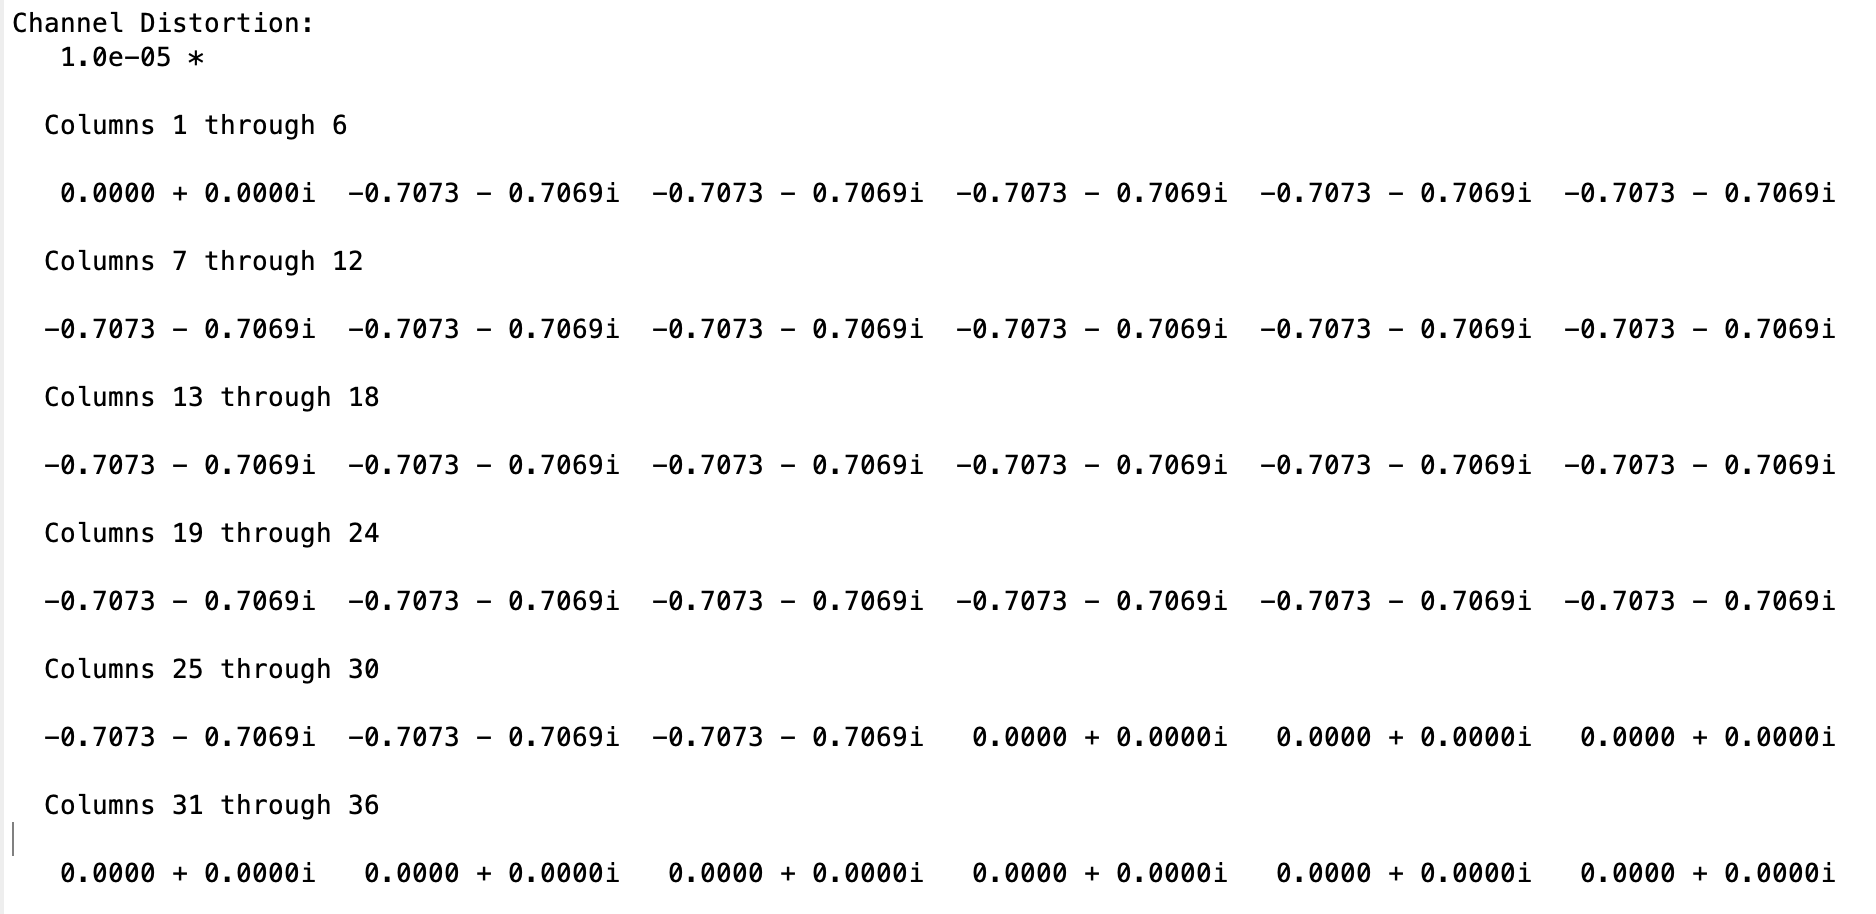 Channel Distortion:
1.0e-05 *
Columns 1 through 6
0.0000 + 0.0000i -0.7073 - 0.7069i -0.7073 - 0.7069i -0.7073 - 0.7069i -0.7073 - 0.7069i -0.7073 - 0.7069i
Columns 7 through 12
-0.7073 - 0.7069i -0.7073 - 0.7069i -0.7073 - 0.7069i -0.7073 - 0.7069i -0.7073 - 0.7069i -0.7073 - 0.7069i
Columns 13 through 18
-0.7073 - 0.7069i -0.7073 - 0.7069i -0.7073 - 0.7069i -0.7073 - 0.7069i -0.7073 - 0.7069i -0.7073 - 0.7069i
Columns 19 through 24
-0.7073 - 0.7069i -0.7073 - 0.7069i -0.7073 - 0.7069i -0.7073 - 0.7069i -0.7073 - 0.7069i -0.7073 - 0.7069i
Columns 25 through 30
-0.7073 - 0.7069i -0.7073 - 0.7069i -0.7073 - 0.7069i 0.0000 + 0.0000i 0.0000 + 0.0000i 0.0000 + 0.0000i
Columns 31 through 36
0.0000 + 0.0000i 0.0000 + 0.0000i 0.0000 + 0.0000i 0.0000 + 0.0000i 0.0000 + 0.0000i 0.0000 + 0.0000i